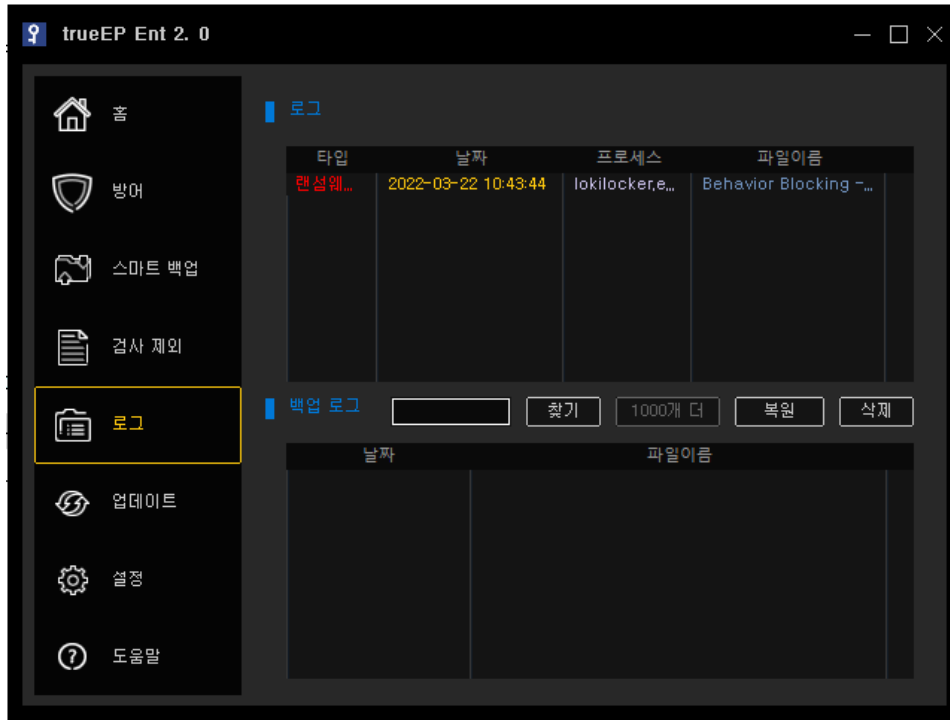 trueEP Ent 2. 0
홈
방어
스마트 백업
검사 제외
로그
업데이트
설정
도움말
로그
타입 날짜 프로세스 파일이름
랜섬웨... 2022-03-22 10:43:44 lokilocker,e... Behavior Blocking -...
백업 로그 찾기 1000개 더 복원 삭제
날짜 파일이름